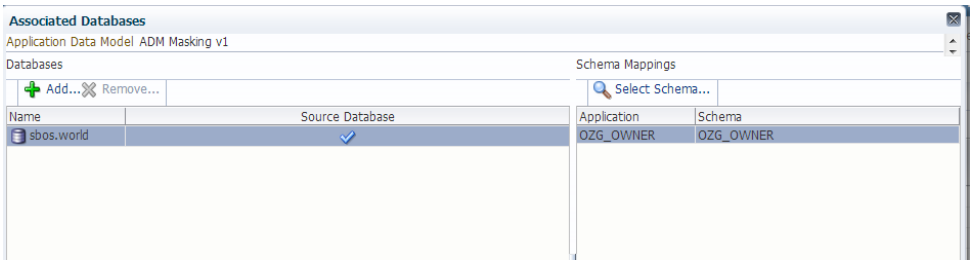 Associated Databases
Application Data Model ADM Masking v1
Databases
Add... Remove...
Name Source Database
sbos.world
Schema Mappings
Select Schema...
Application Schema
OZG_OWNER OZG_OWNER